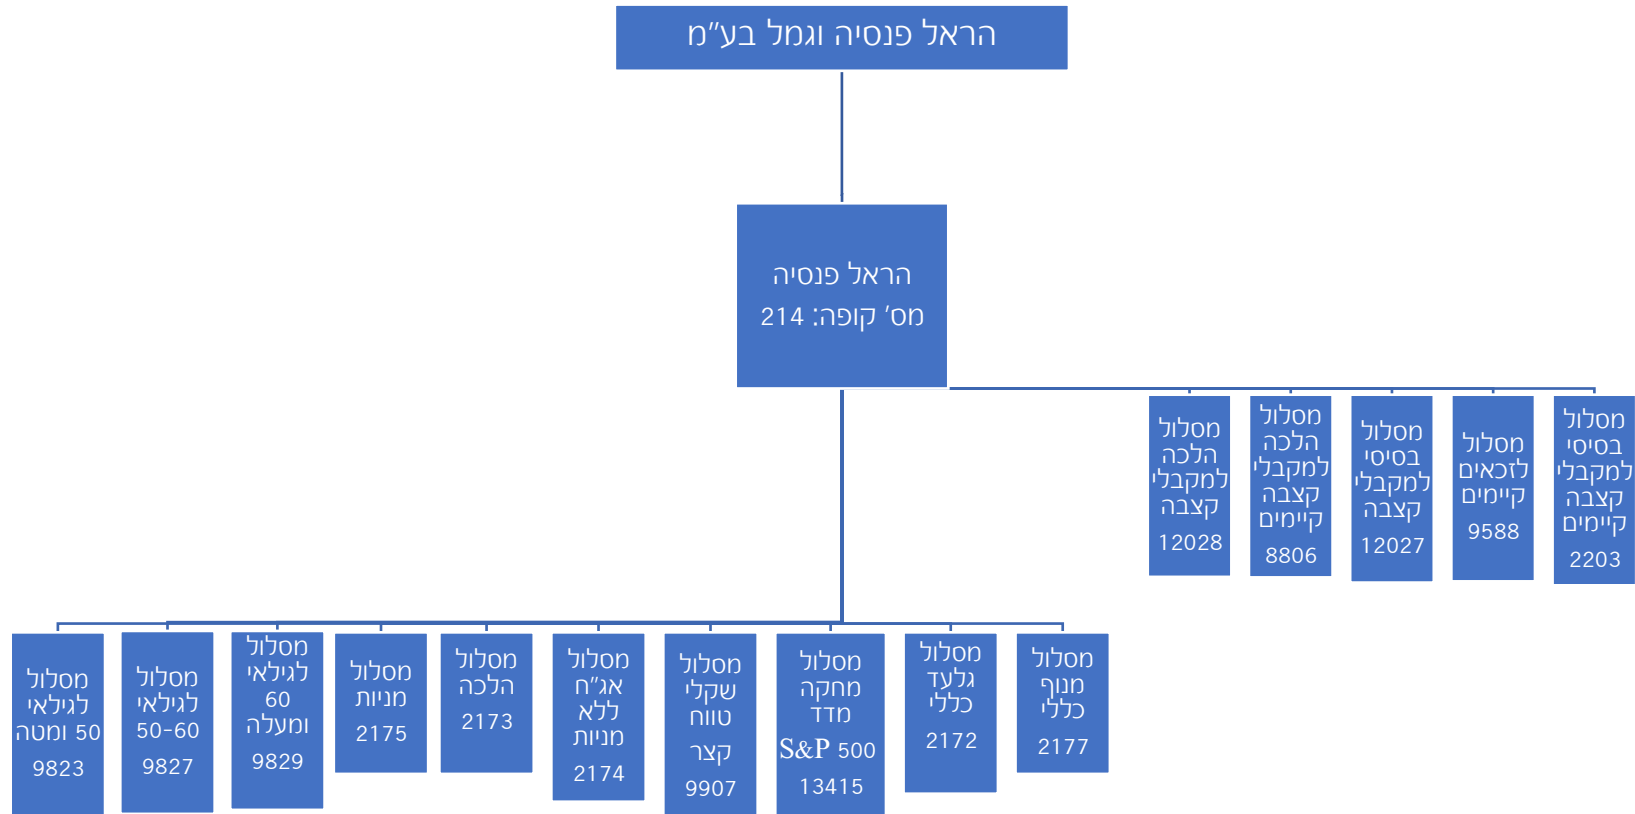 הראל פנסיה וגמל בע"מ
הראל פנסיה
מס' קופה: 214
מסלול
בסיסי
למקבלי
קצבה
קיימים
2203
מסלול
לזכאים
קיימים
9588
מסלול
בסיסי
למקבלי
קצבה
12027
מסלול
הלכה
למקבלי
קצבה
קיימים
8806
מסלול
הלכה
למקבלי
קצבה
12028
מסלול
מנוף
כללי
2177
מסלול
גלעד
כללי
2172
מסלול
מחקה
מדד
S&P 500
13415
מסלול
שקלי
טווח
קצר
9907
מסלול
אג"ח
ללא
מניות
2174
מסלול
הלכה
2173
מסלול
מניות
2175
מסלול
לגילאי
60
ומעלה
9829
מסלול
לגילאי
50-60
9827
מסלול
לגילאי
50 ומטה
9823